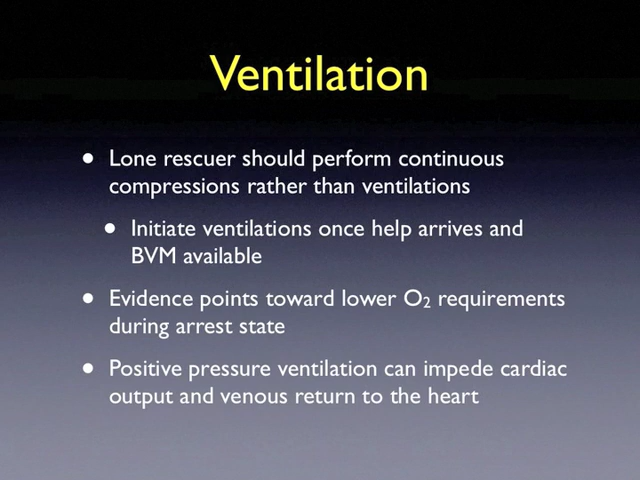 Ventilation
• Lone rescuer should perform continuous
compressions rather than ventilations
• Initiate ventilations once help arrives and
BVM available
• Evidence points toward lower O₂ requirements
during arrest state
• Positive pressure ventilation can impede cardiac
output and venous return to the heart